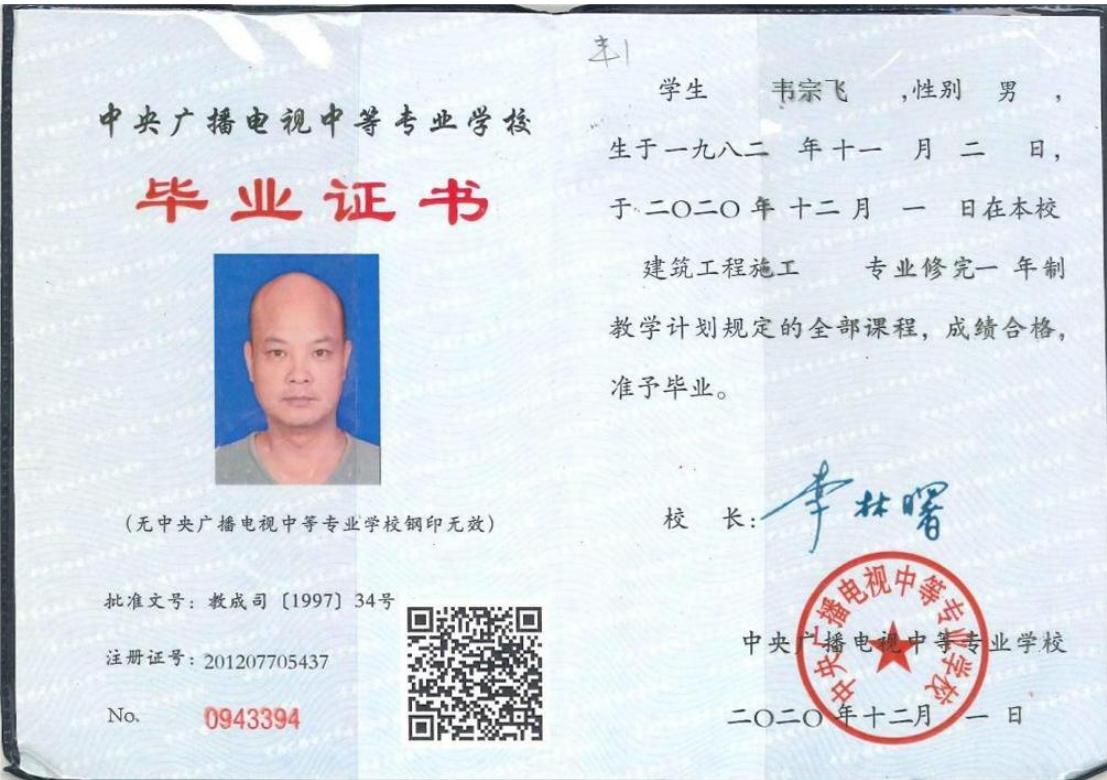 中央广播电视中等专业学校
毕业证书
(无中央广播电视中等专业学校钢印无效)
批准文号：教成司〔1997〕34号
注册证号：201207705437
No. 0943394
学生 韦宗飞 ,性别 男 ,
生于一九八二 年十一 月 二 日,
于二〇二〇年 十二 月 一 日在本校
建筑工程施工 专业修完一 年制
教学计划规定的全部课程, 成绩合格,
准予毕业。
校 长: 李林曙
中央广播电视中等专业学校
中央广播电视中等专业学校
二〇二〇年十二月 一 日